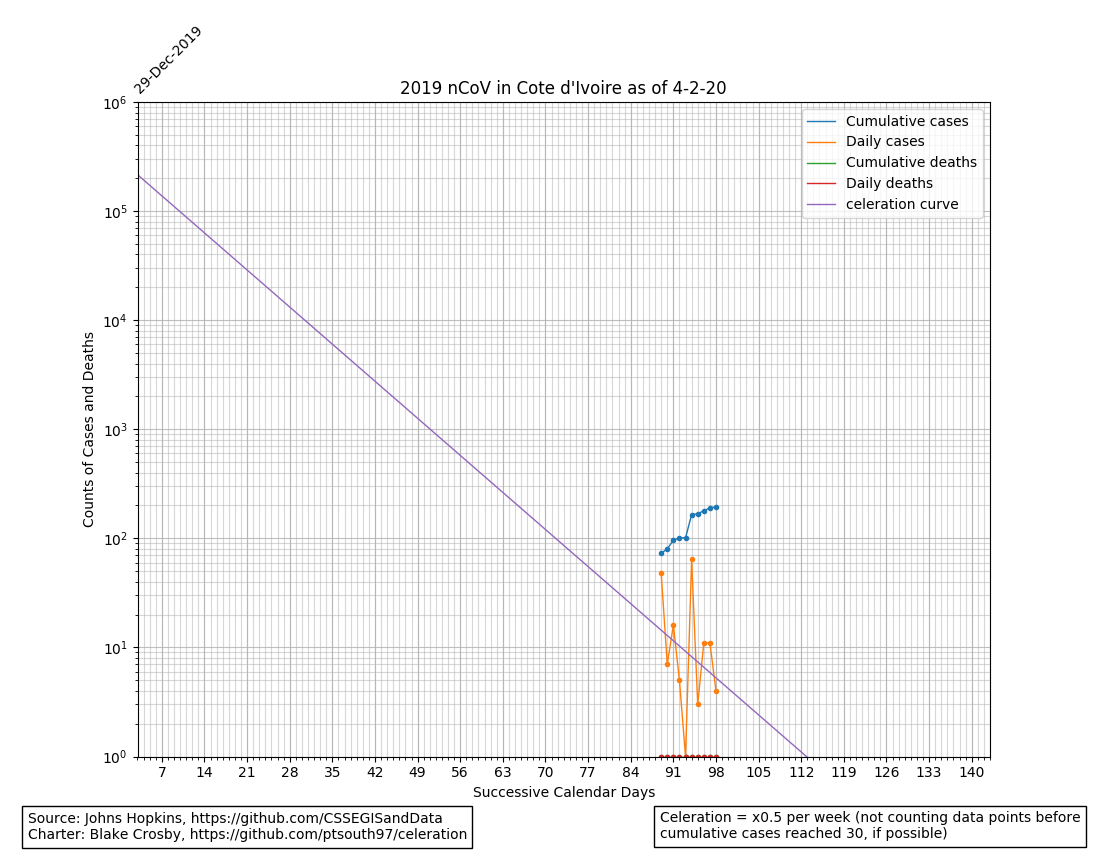 29-Dec-2019
2019 nCoV in Cote d'Ivoire as of 4-2-20
Cumulative cases
Daily cases
Cumulative deaths
Daily deaths
celeration curve
Counts of Cases and Deaths
10^6
10^5
10^4
10^3
10^2
10^1
10^0
7 14 21 28 35 42 49 56 63 70 77 84 91 98 105 112 119 126 133 140
Successive Calendar Days
Source: Johns Hopkins, https://github.com/CSSEGISandData
Charter: Blake Crosby, https://github.com/ptsouth97/celeration
Celeration = x0.5 per week (not counting data points before
cumulative cases reached 30, if possible)